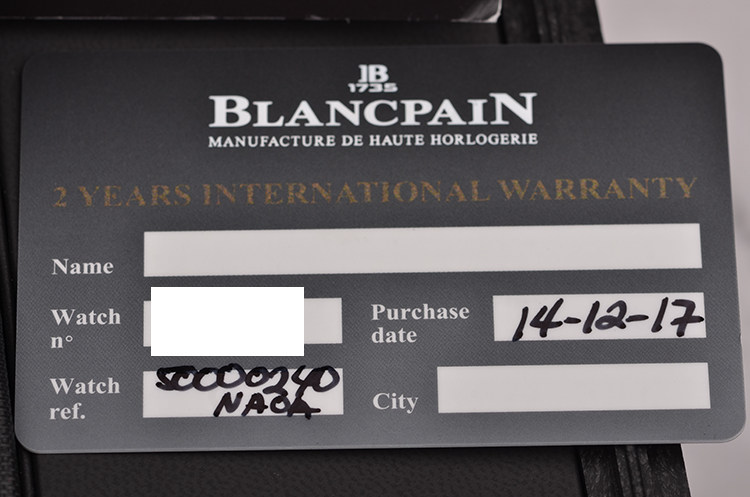 JB
1735
BLANCPAIN
MANUFACTURE DE HAUTE HORLOGERIE
2 YEARS INTERNATIONAL WARRANTY
Name
Watch n°
Purchase date
14-12-17
Watch ref.
50000240
NAOA
City